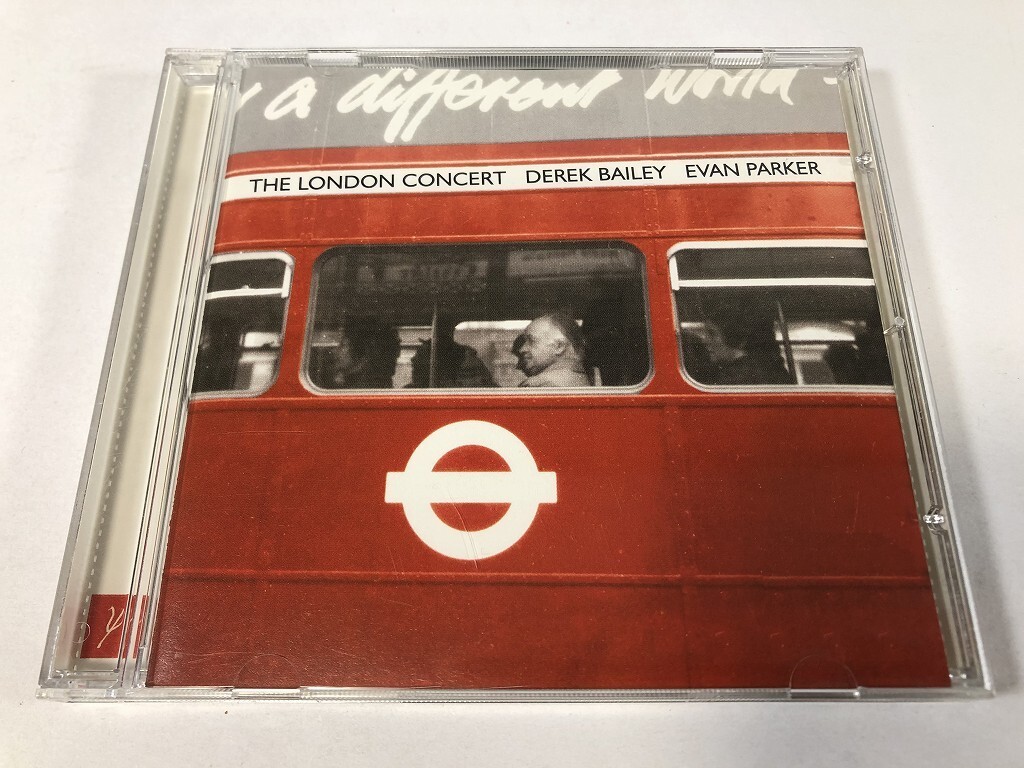 a different world
THE LONDON CONCERT DEREK BAILEY EVAN PARKER